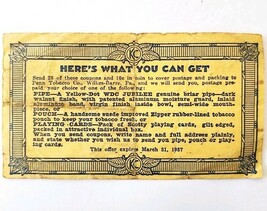 HERE'S WHAT YOU CAN GET
Send 25 of these coupons and 10c in coin to cover postage and packing to
Penn Tobacco Co., Wilkes-Barre, Pa., and we will send you, postage pre-
paid your choice of one of the following:
PIPE—A Yellow-Dot WDC JUBILEE genuine briar pipe—dark
walnut finish, with patented aluminum moisture guard, inlaid
aluminum band, virgin finish, inside bowl, semi-saddle mouth-
piece, or
POUCH—A handsome suede improved Zipper rubber-lined tobacco
pouch keep your tobacco fresh, or
PLAYING CARDS—Pack of Scotty playing cards, gilt edged,
packed in attractive individual box.
When you send coupons, write name and full address plainly,
and state whether you wish us to send you pipe, pouch or play-
ing cards.
This offer expires March 31, 1937